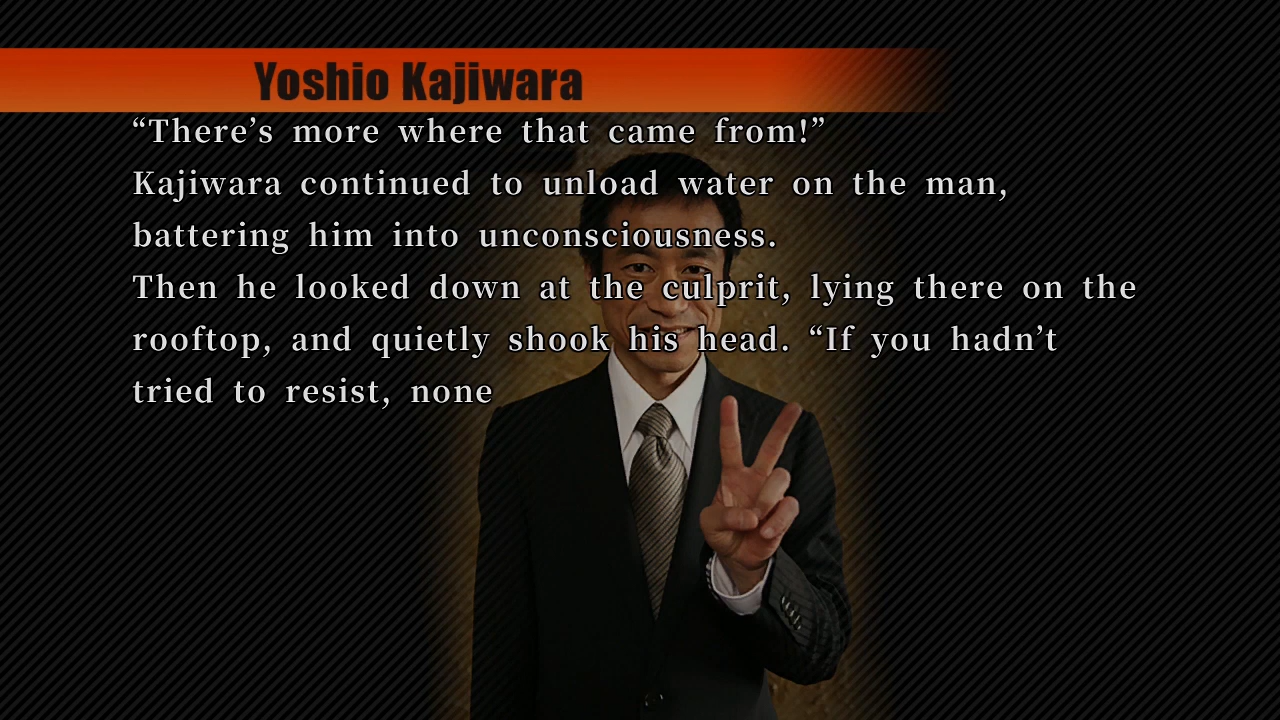 Yoshio Kajiwara
“There’s more where that came from!”
Kajiwara continued to unload water on the man,
battering him into unconsciousness.
Then he looked down at the culprit, lying there on the
rooftop, and quietly shook his head. “If you hadn’t
tried to resist, none